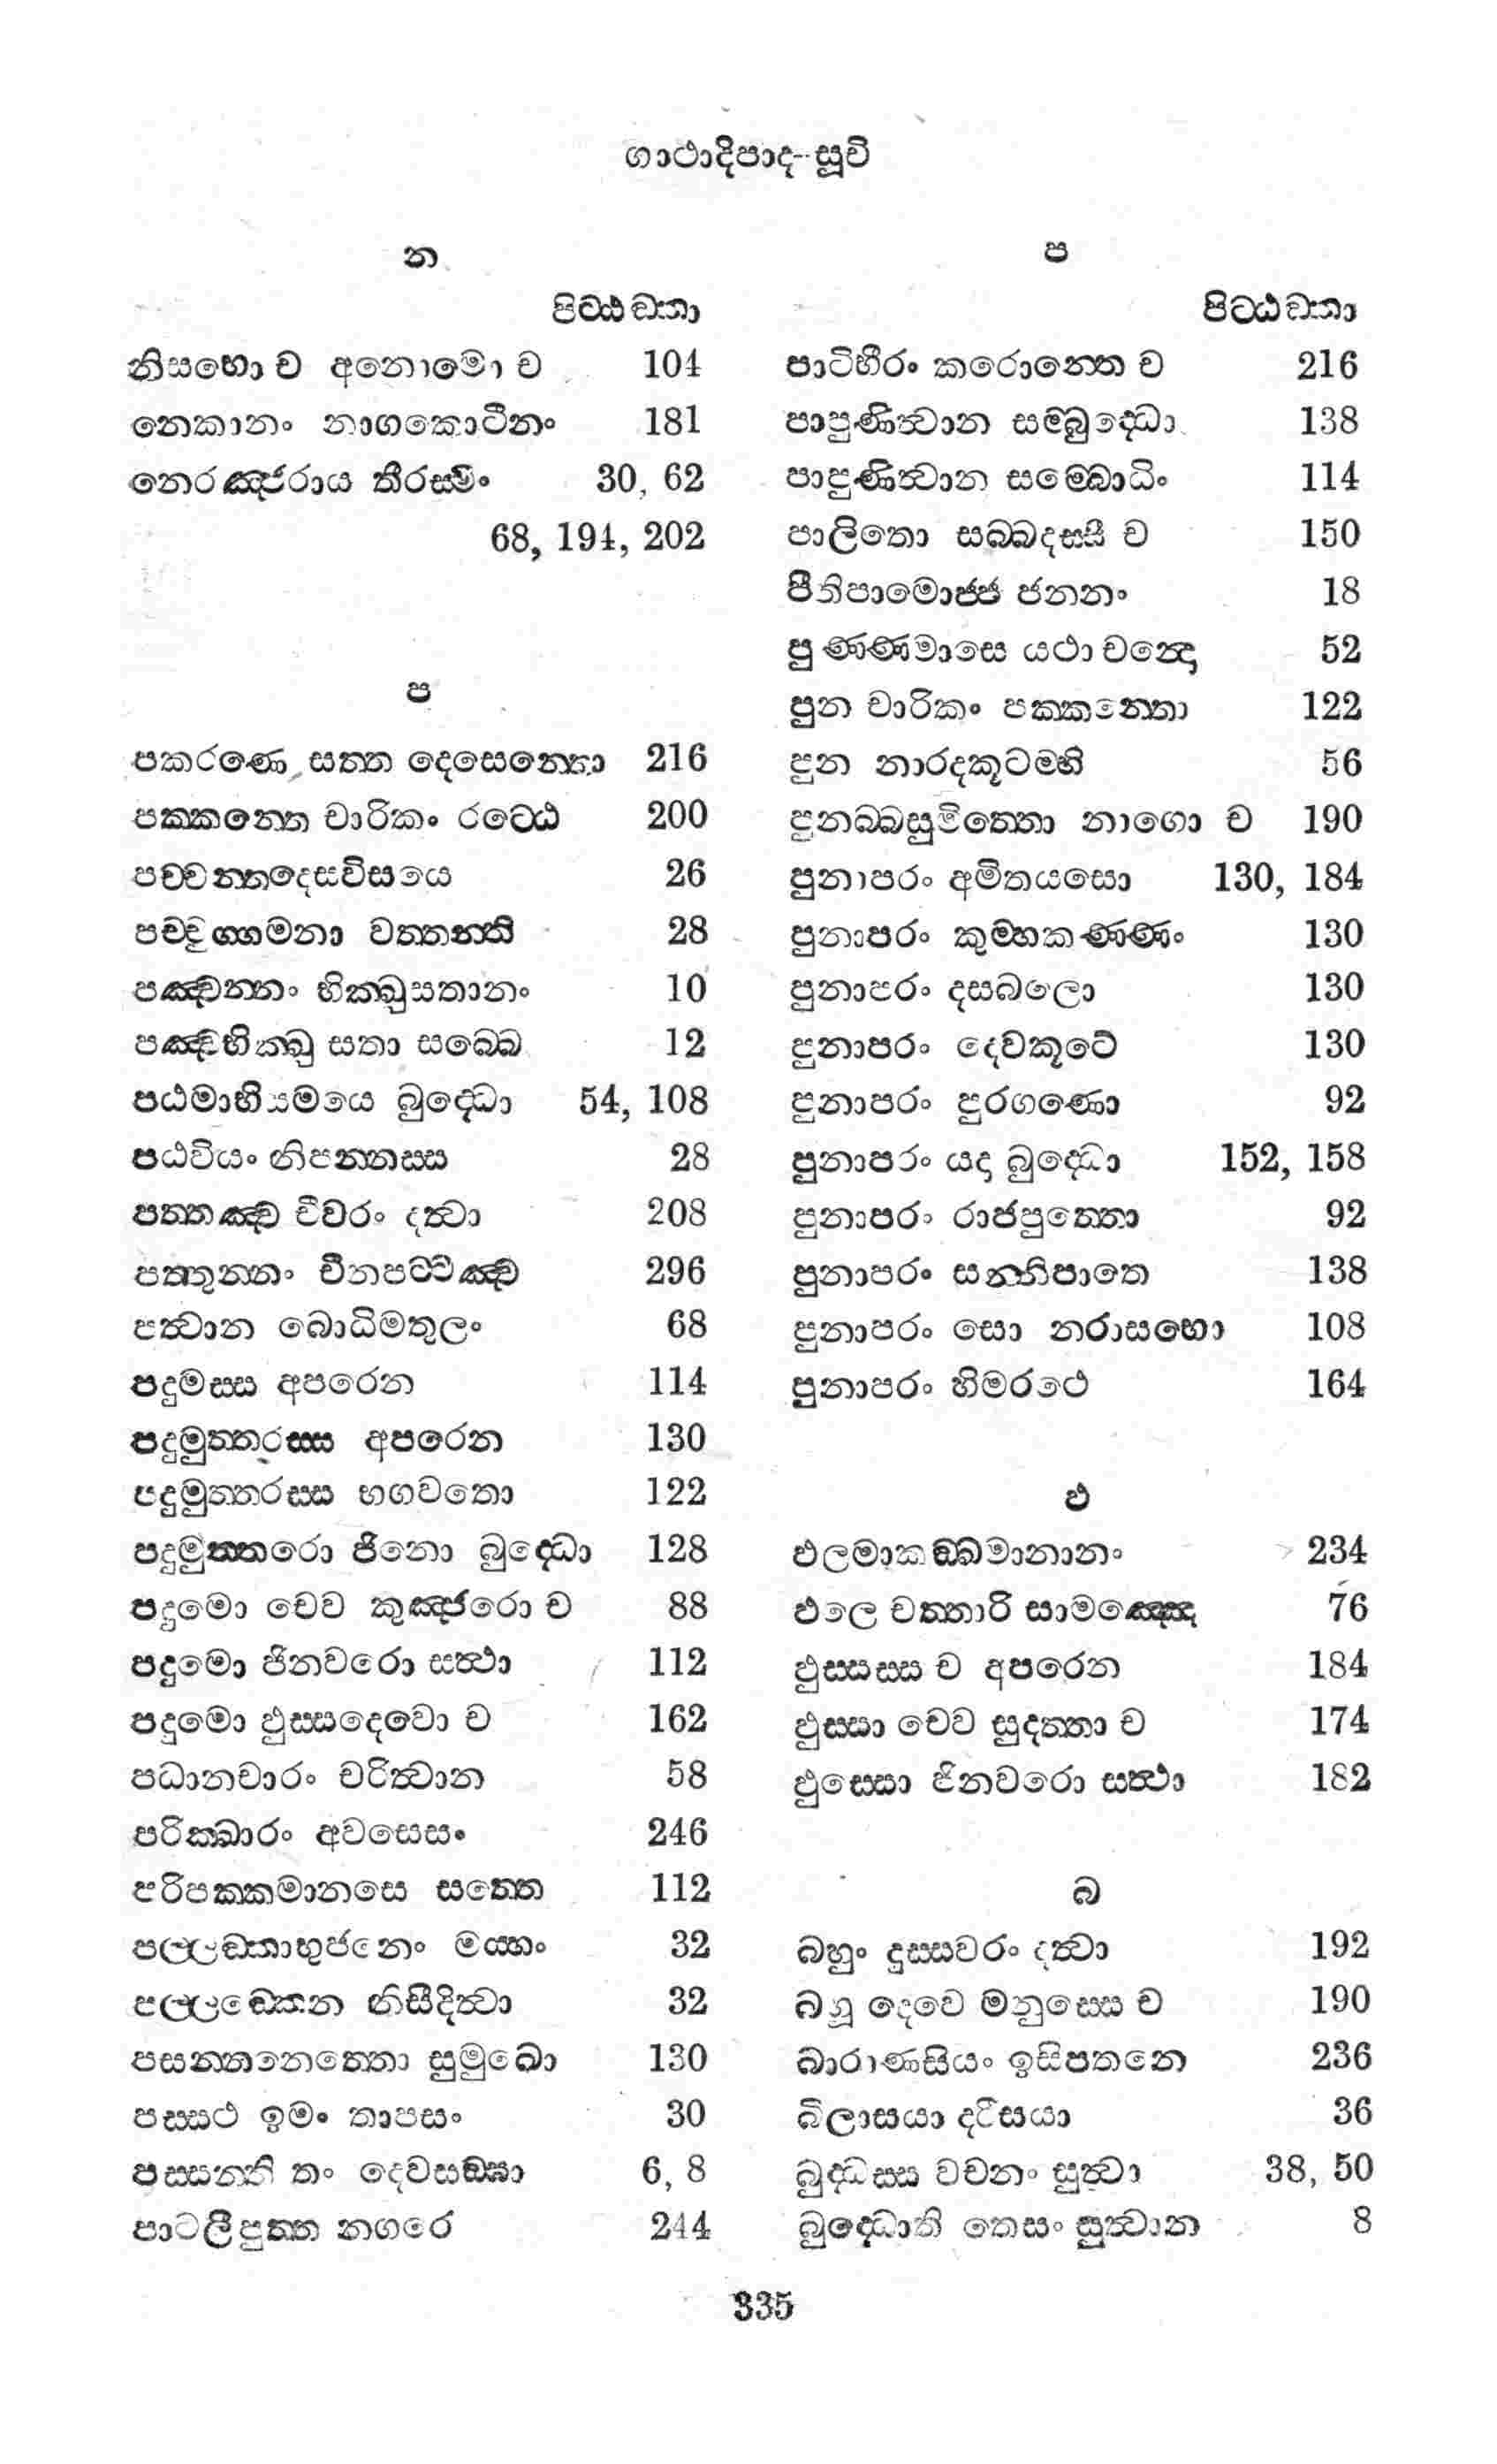 ගාථාදිපාද-සූචි
න
පිට්ඨඞ්කා
නිසභො ච අනොමො ච 104
නෙකානං නාගකොටීනං 181
නෙරඤ්ජරාය තීරස්මිං 30, 62
68, 194, 202
ප
පකරණෙ සත්ත දෙසෙන්තො 216
පක්කන්තෙ චාරිකං රට්ඨෙ 200
පච්චන්තදෙසවිසයෙ 26
පච්චුග්ගමනා වත්තන්ති 28
පඤ්චන්නං භික්ඛුසතානං 10
පඤ්චභික්ඛු සතා සබ්බෙ 12
පඨමාභිසමයෙ බුද්ධො 54, 108
පඨවියං නිපන්නස්ස 28
පත්තඤ්ච චීවරං දත්වා 208
පත්තුන්නං චීනපට්ටඤ්ච 296
පත්වාන බොධිමතුලං 68
පදුමස්ස අපරෙන 114
පදුමුත්තරස්ස අපරෙන 130
පදුමුත්තරස්ස භගවතො 122
පදුමුත්තරො ජිනො බුද්ධො 128
පදුමො චෙව කුඤ්ජරො ච 88
පදුමො ජිනවරො සත්ථා 112
පදුමො ඵුස්සදෙවො ච 162
පධානචාරං චරිත්වාන 58
පරික්ඛාරං අවසෙසං 246
පරිපක්කමානසෙ සත්තෙ 112
පල්ලඞ්කාභුජනෙං මය්හං 32
පල්ලඞ්කෙන නිසීදිත්වා 32
පසන්නනෙත්තො සුමුඛො 130
පස්සථ ඉමං තාපසං 30
පස්සන්ති තං දෙවසඞ්ඝා 6, 8
පාටලීපුත්ත නගරෙ 244
ප
පිට්ඨඞ්කා
පාටිහීරං කරොන්තෙ ච 216
පාපුණිත්වාන සම්බුද්ධො 138
පාපුණිත්වාන සම්බොධිං 114
පාලිතො සබ්බදස්සී ච 150
පීතිපාමොජ්ජ ජනනං 18
පුණ්ණමාසෙ යථා චන්දො 52
පුන චාරිකං පක්කන්තො 122
පුන නාරදකූටම්හි 56
පුනබ්බසුමිත්තො නාගො ච 190
පුනාපරං අමිතයසො 130, 184
පුනාපරං කුම්භකණ්ණං 130
පුනාපරං දසබලො 130
පුනාපරං දෙවකූටේ 130
පුනාපරං පුරගණො 92
පුනාපරං යදා බුද්ධො 152, 158
පුනාපරං රාජපුත්තො 92
පුනාපරං සන්නිපාතෙ 138
පුනාපරං සො නරාසභො 108
පුනාපරං හිමරථෙ 164
ඵ
ඵලමාකඞ්ඛමානානං 234
ඵලෙ චත්තාරි සාමඤ්ඤෙ 76
ඵුස්සස්ස ච අපරෙන 184
ඵුස්සා චෙව සුදත්තා ච 174
ඵුස්සො ජිනවරො සත්ථා 182
බ
බහුං දුස්සවරං දත්වා 192
බහූ දෙවෙ මනුස්සෙ ච 190
බාරාණසියං ඉසිපතනෙ 236
බිලාසයා දරීසයා 36
බුද්ධස්ස වචනං සුත්වා 38, 50
බුද්ධොති තෙසං සුත්වාන 8
335